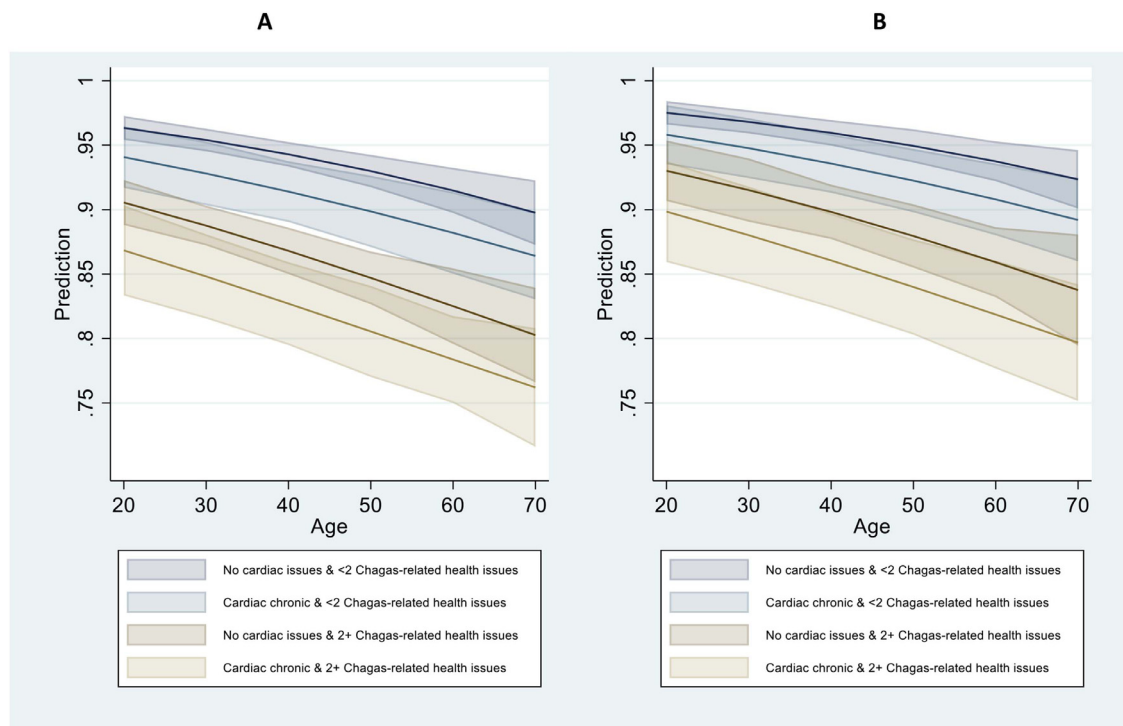 A
B
Prediction
1
.95
.9
.85
.8
.75
20 30 40 50 60 70
Age
No cardiac issues & <2 Chagas-related health issues
Cardiac chronic & <2 Chagas-related health issues
No cardiac issues & 2+ Chagas-related health issues
Cardiac chronic & 2+ Chagas-related health issues
Prediction
1
.95
.9
.85
.8
.75
20 30 40 50 60 70
Age
No cardiac issues & <2 Chagas-related health issues
Cardiac chronic & <2 Chagas-related health issues
No cardiac issues & 2+ Chagas-related health issues
Cardiac chronic & 2+ Chagas-related health issues